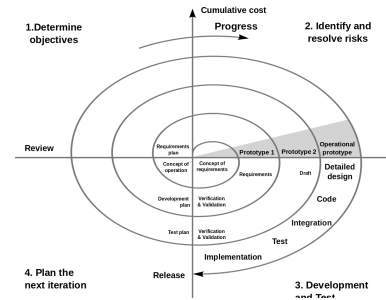 Cumulative cost
1.Determine
objectives
Progress
2. Identify and
resolve risks
Review
Requirements
plan
Prototype 1
Prototype 2
Operational
prototype
Concept of
operation
Concept of
requirements
Requirements
Draft
Detailed
design
Development
plan
Verification
& Validation
Code
Integration
Test plan
Verification
& Validation
Test
Implementation
Release
4. Plan the
next iteration
3. Development
and Test